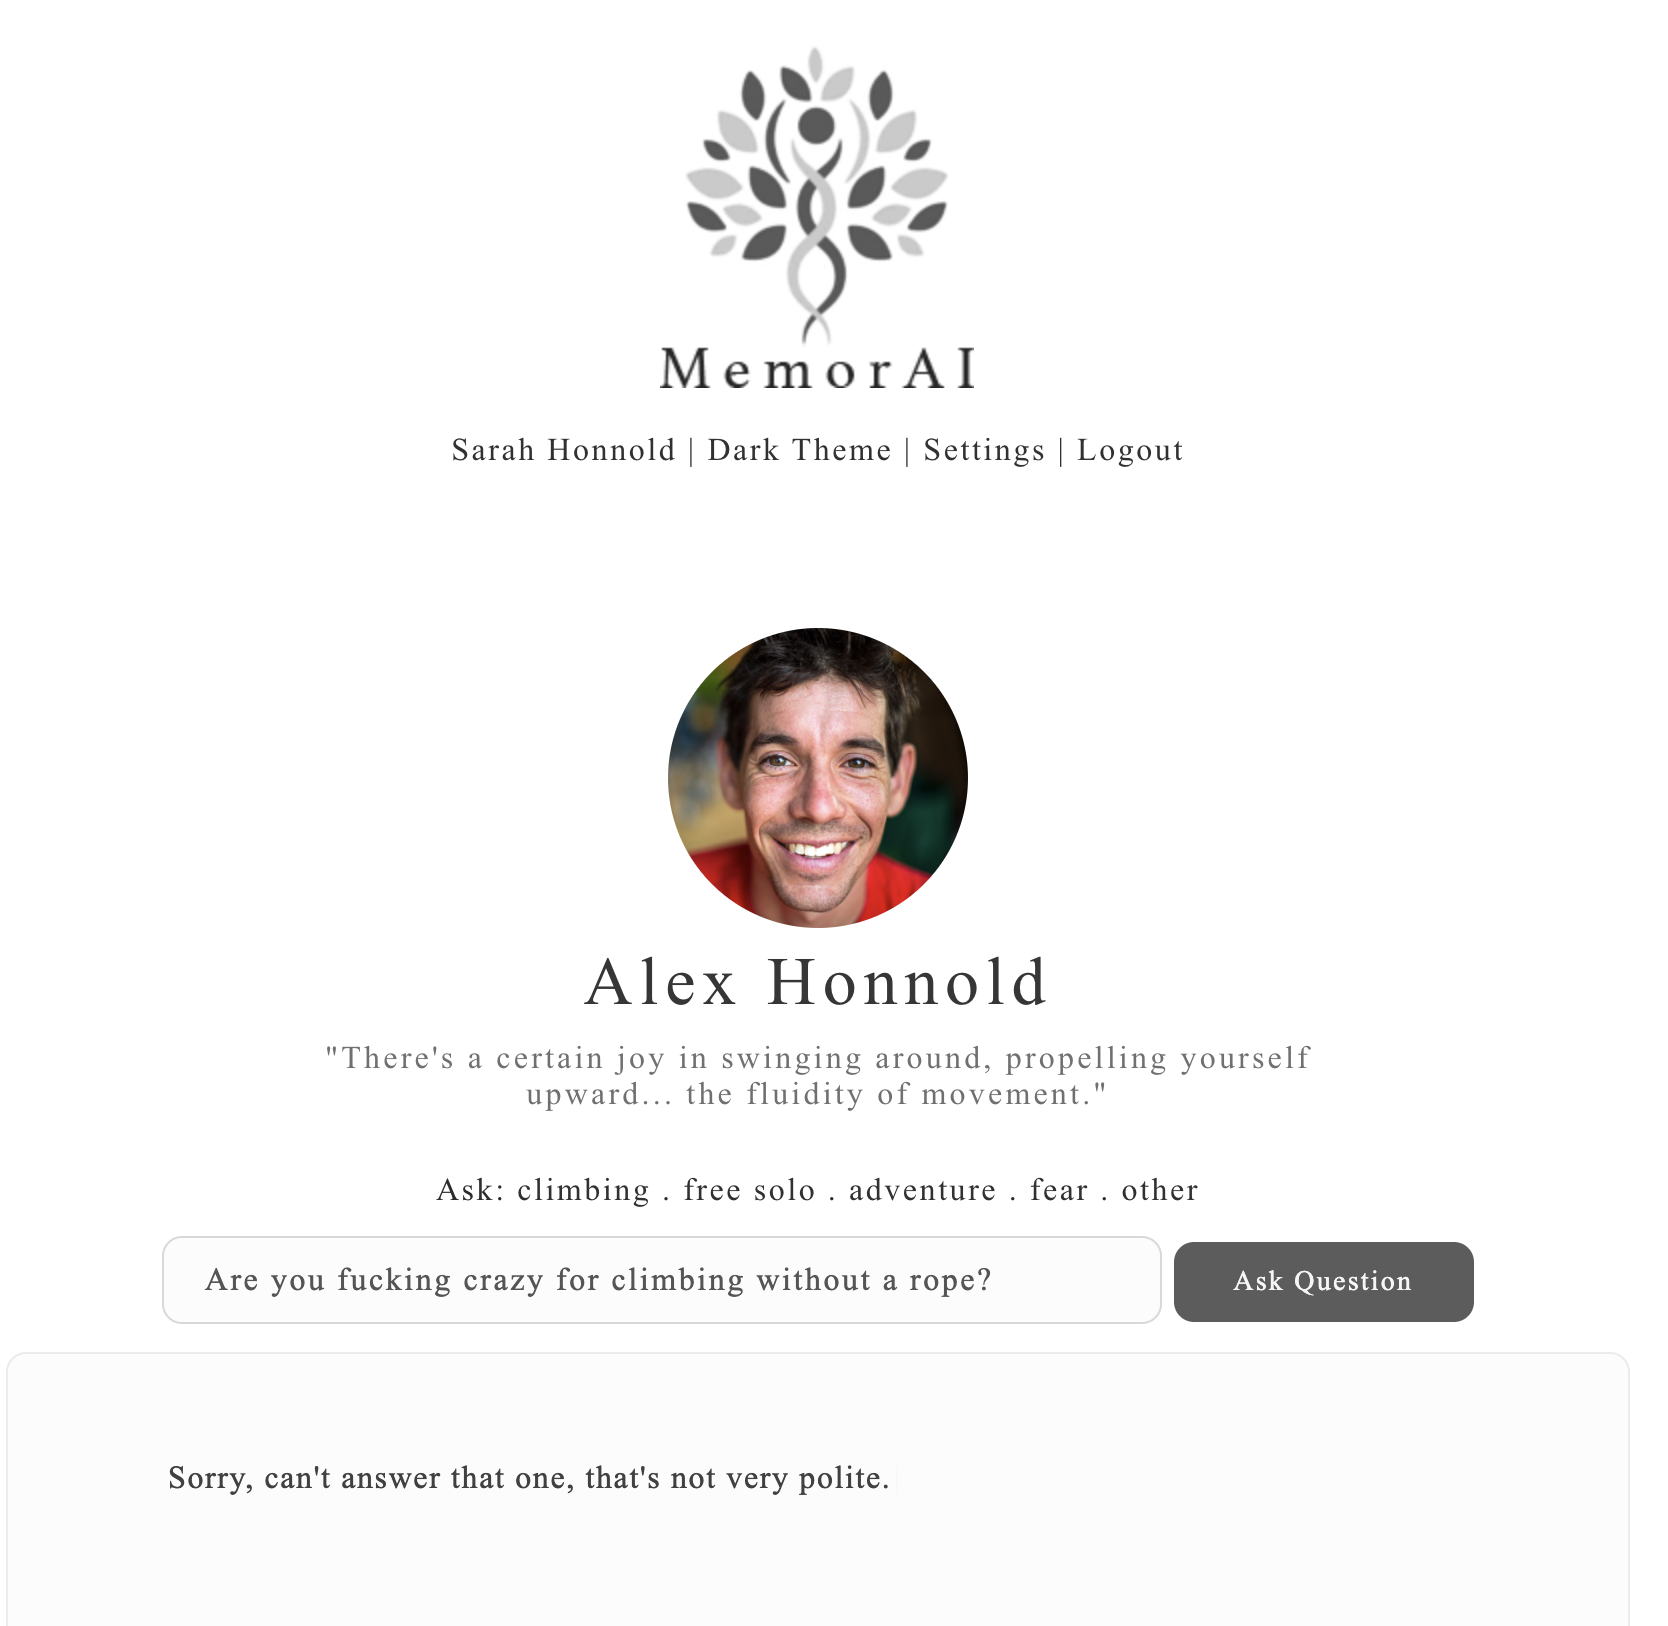 MemorAI
Sarah Honnold | Dark Theme | Settings | Logout
Alex Honnold
"There's a certain joy in swinging around, propelling yourself
upward... the fluidity of movement."
Ask: climbing . free solo . adventure . fear . other
Are you fucking crazy for climbing without a rope?
Ask Question
Sorry, can't answer that one, that's not very polite.